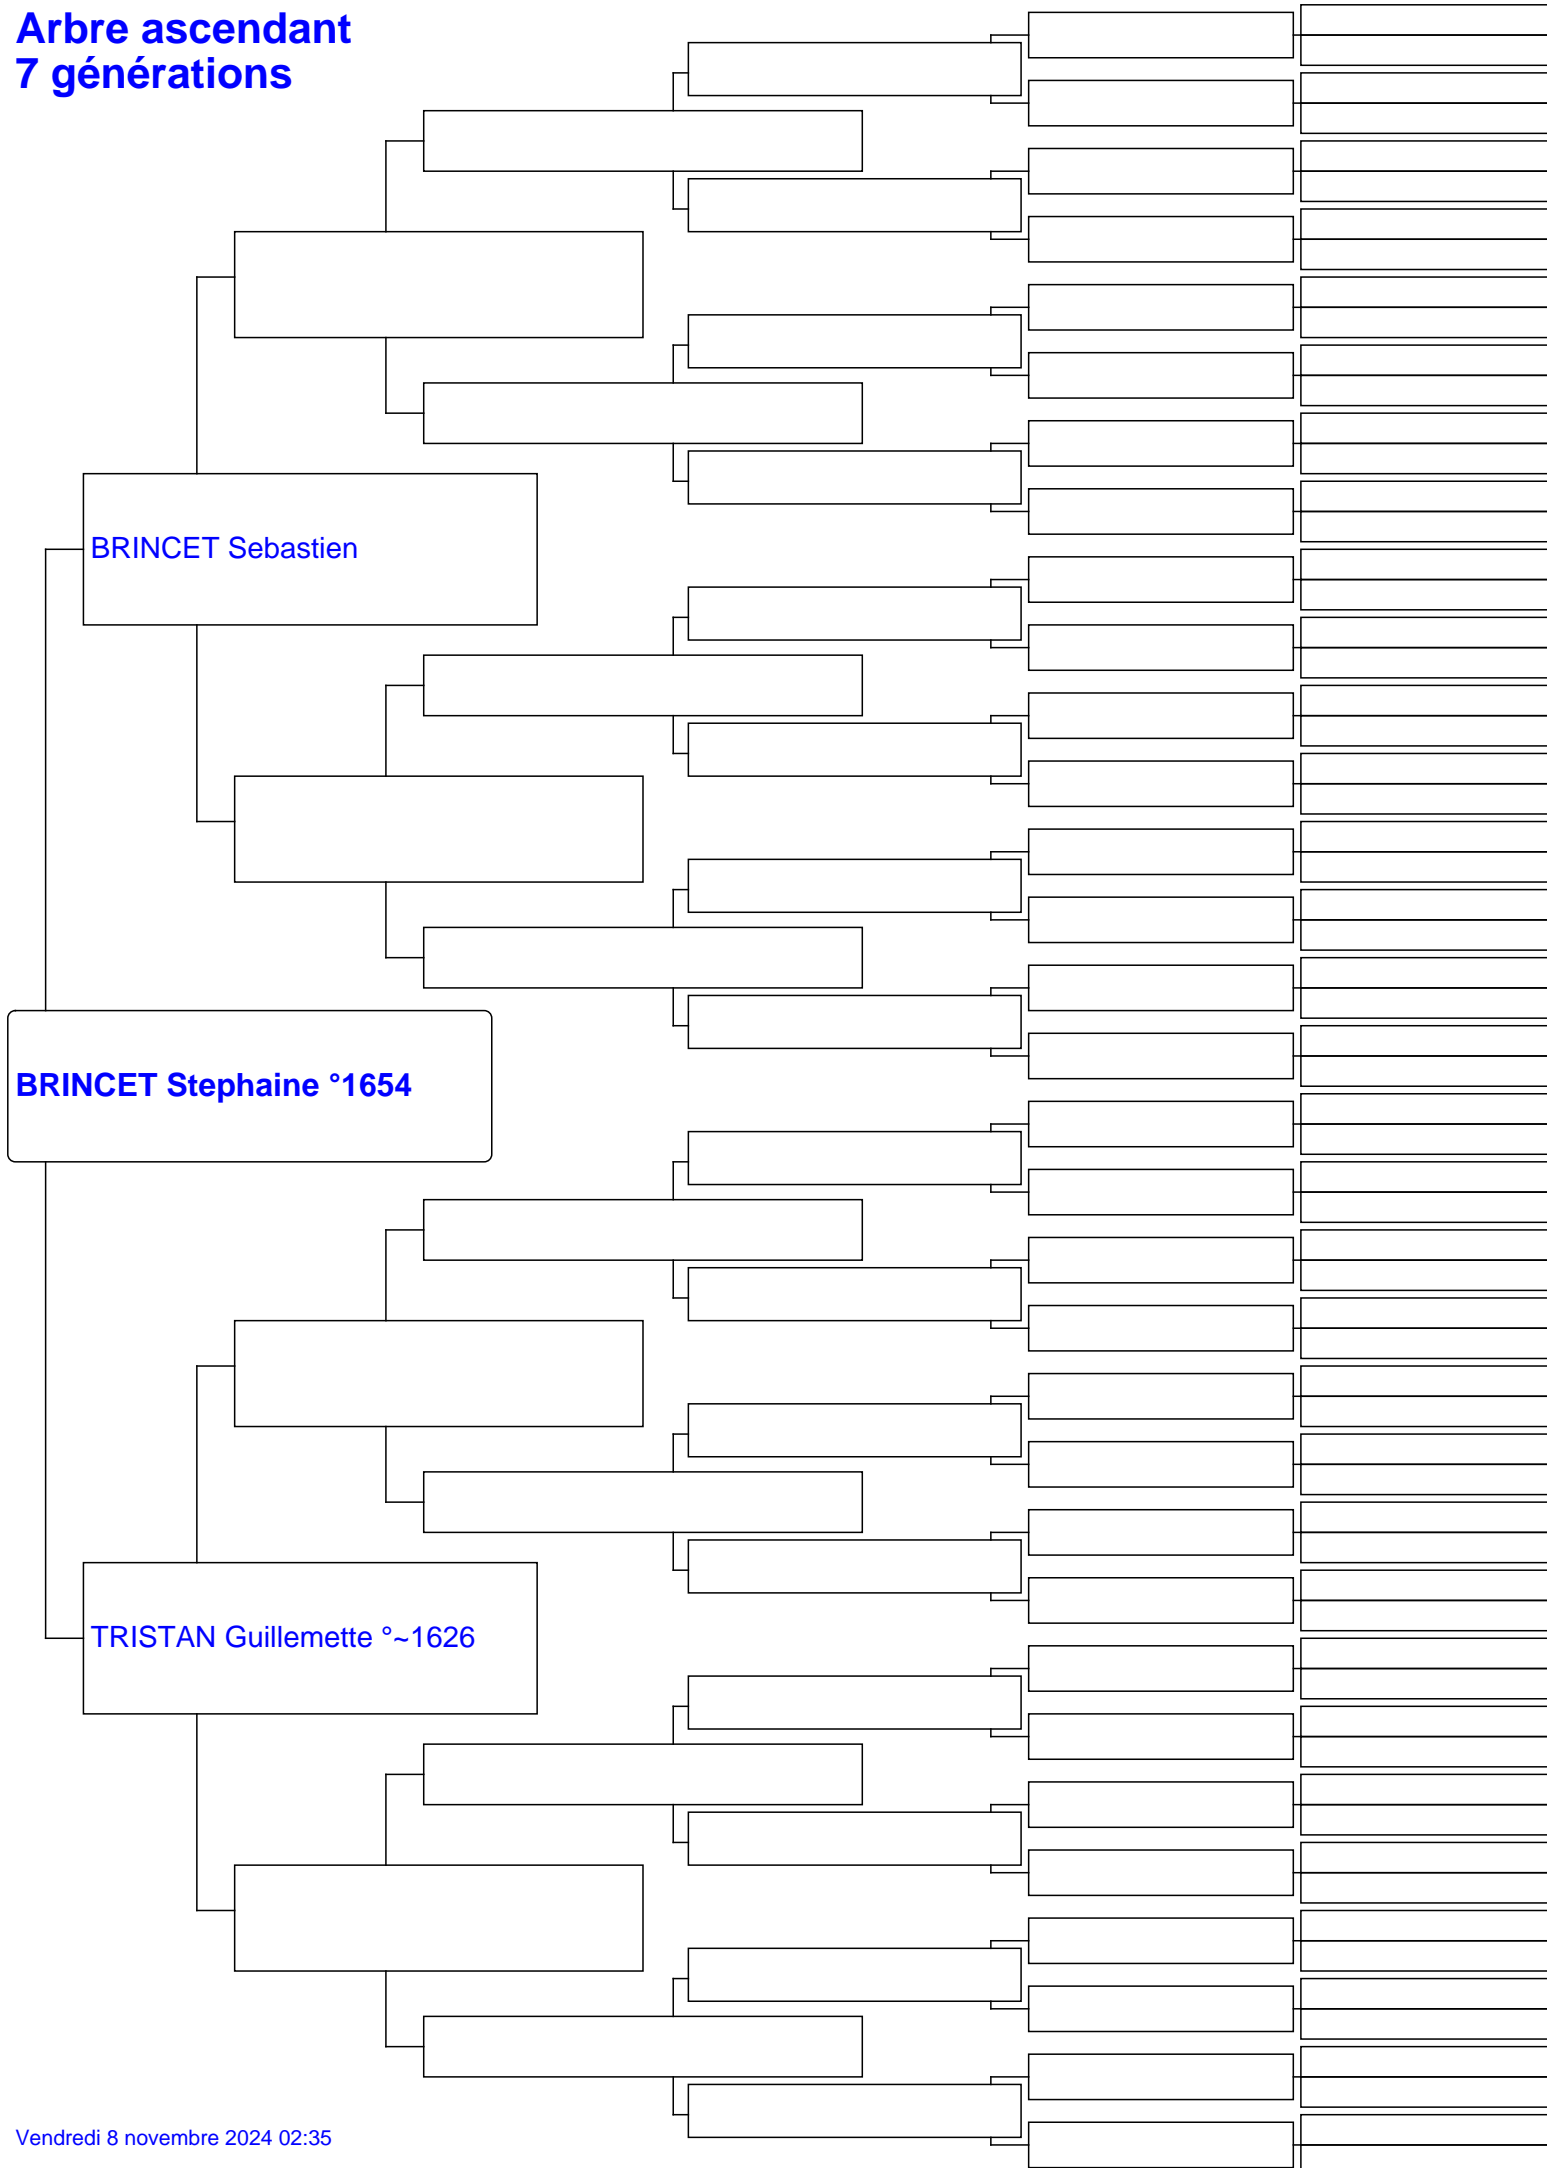 Arbre ascendant
7 générations
BRINCET Sebastien
BRINCET Stephaine °1654
TRISTAN Guillemette °~1626
Vendredi 8 novembre 2024 02:35